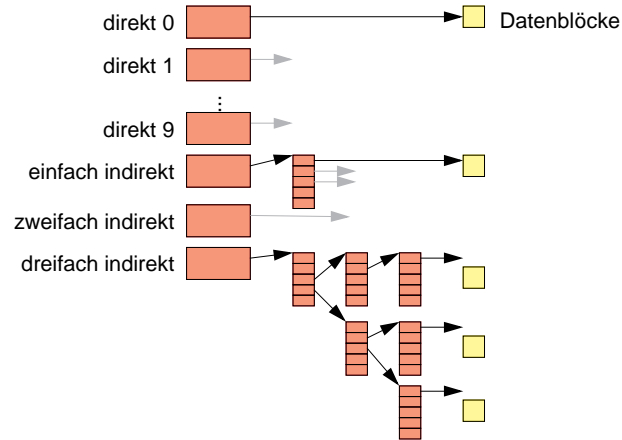 direkt 0
Datenblöcke
direkt 1
...
direkt 9
einfach indirekt
zweifach indirekt
dreifach indirekt